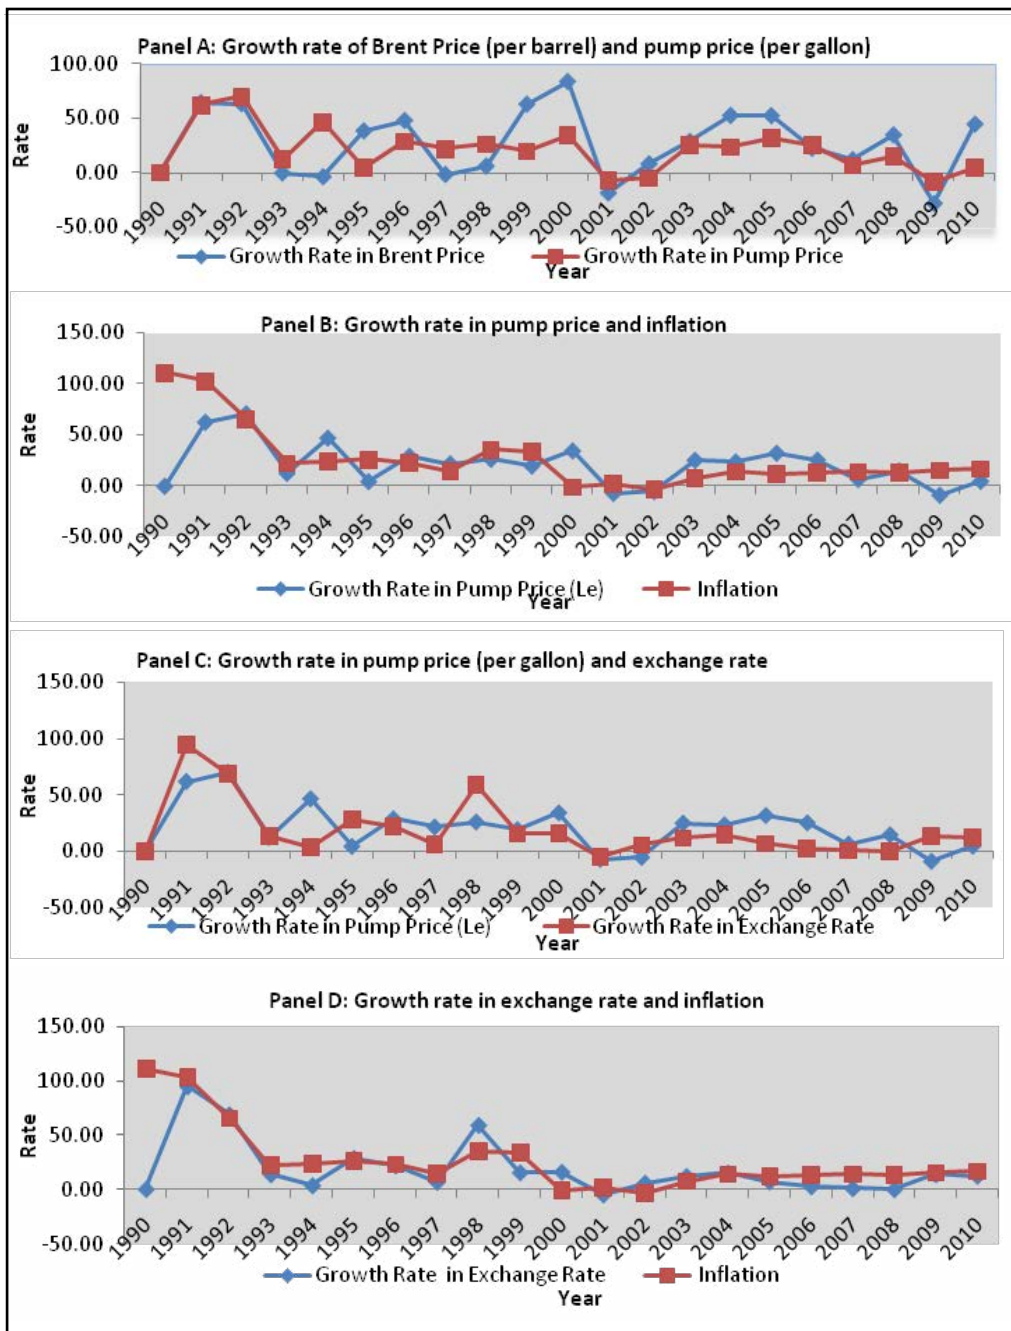 Panel A: Growth rate of Brent Price (per barrel) and pump price (per gallon)
100.00
50.00
0.00
-50.00
Rate
1990 1991 1992 1993 1994 1995 1996 1997 1998 1999 2000 2001 2002 2003 2004 2005 2006 2007 2008 2009 2010
Growth Rate in Brent Price Growth Rate in Pump Price
Year
Panel B: Growth rate in pump price and inflation
150.00
100.00
50.00
0.00
-50.00
Rate
1990 1991 1992 1993 1994 1995 1996 1997 1998 1999 2000 2001 2002 2003 2004 2005 2006 2007 2008 2009 2010
Growth Rate in Pump Price (Le) Inflation
Year
Panel C: Growth rate in pump price (per gallon) and exchange rate
150.00
100.00
50.00
0.00
-50.00
Rate
1990 1991 1992 1993 1994 1995 1996 1997 1998 1999 2000 2001 2002 2003 2004 2005 2006 2007 2008 2009 2010
Growth Rate in Pump Price (Le) Growth Rate in Exchange Rate
Year
Panel D: Growth rate in exchange rate and inflation
150.00
100.00
50.00
0.00
-50.00
Rate
1990 1991 1992 1993 1994 1995 1996 1997 1998 1999 2000 2001 2002 2003 2004 2005 2006 2007 2008 2009 2010
Growth Rate in Exchange Rate Inflation
Year